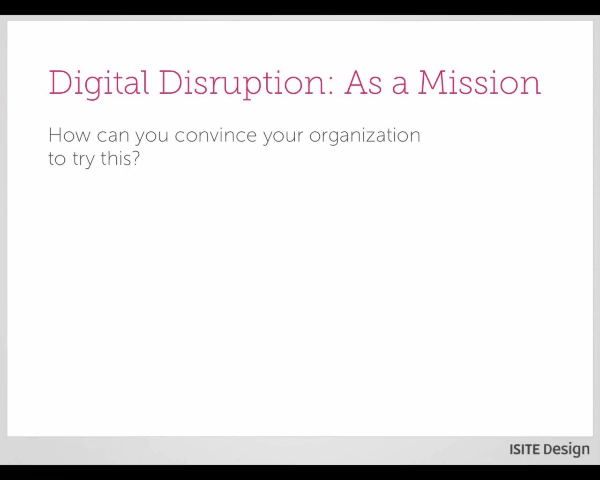 Digital Disruption: As a Mission
How can you convince your organization
to try this?
ISITE Design